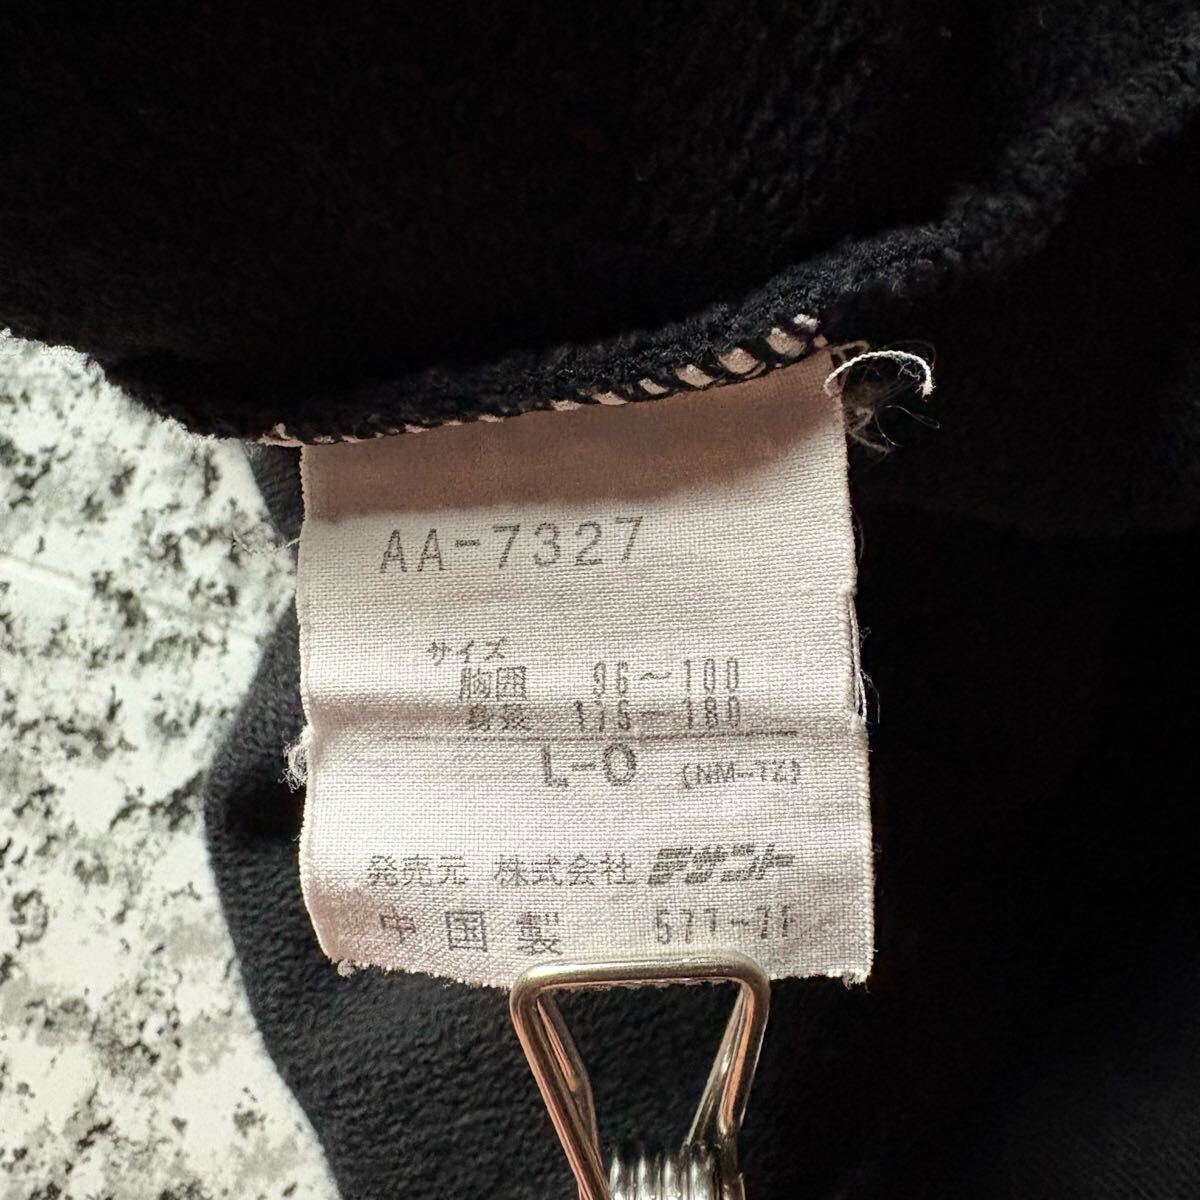 AA-7327
サイズ
胸囲 96~100
身長 175-180
L-O
発売元 株式会社デサント
中国製